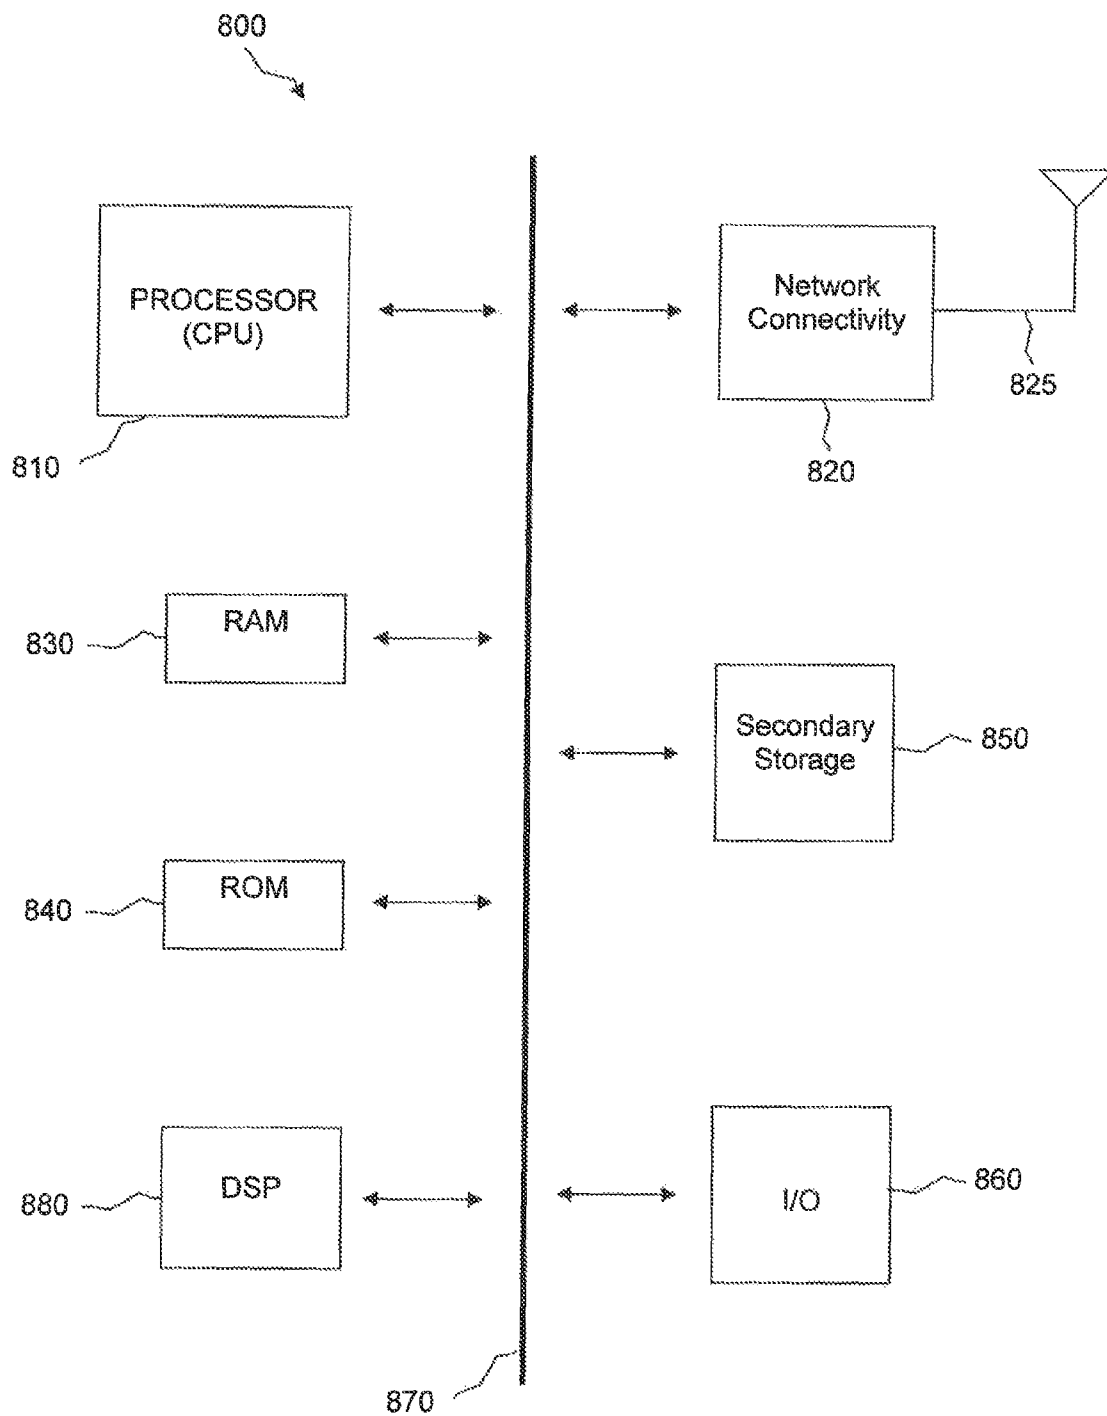 800
PROCESSOR
(CPU)
810
Network
Connectivity
825
820
RAM
830
Secondary
Storage
850
ROM
840
DSP
880
I/O
860
870